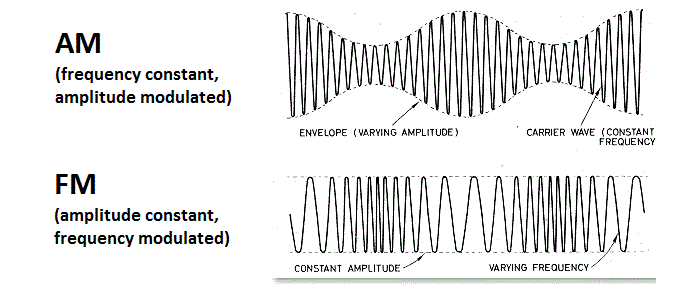 AM
(frequency constant,
amplitude modulated)
ENVELOPE (VARYING AMPLITUDE)
CARRIER WAVE (CONSTANT
FREQUENCY
FM
(amplitude constant,
frequency modulated)
CONSTANT AMPLITUDE
VARYING FREQUENCY